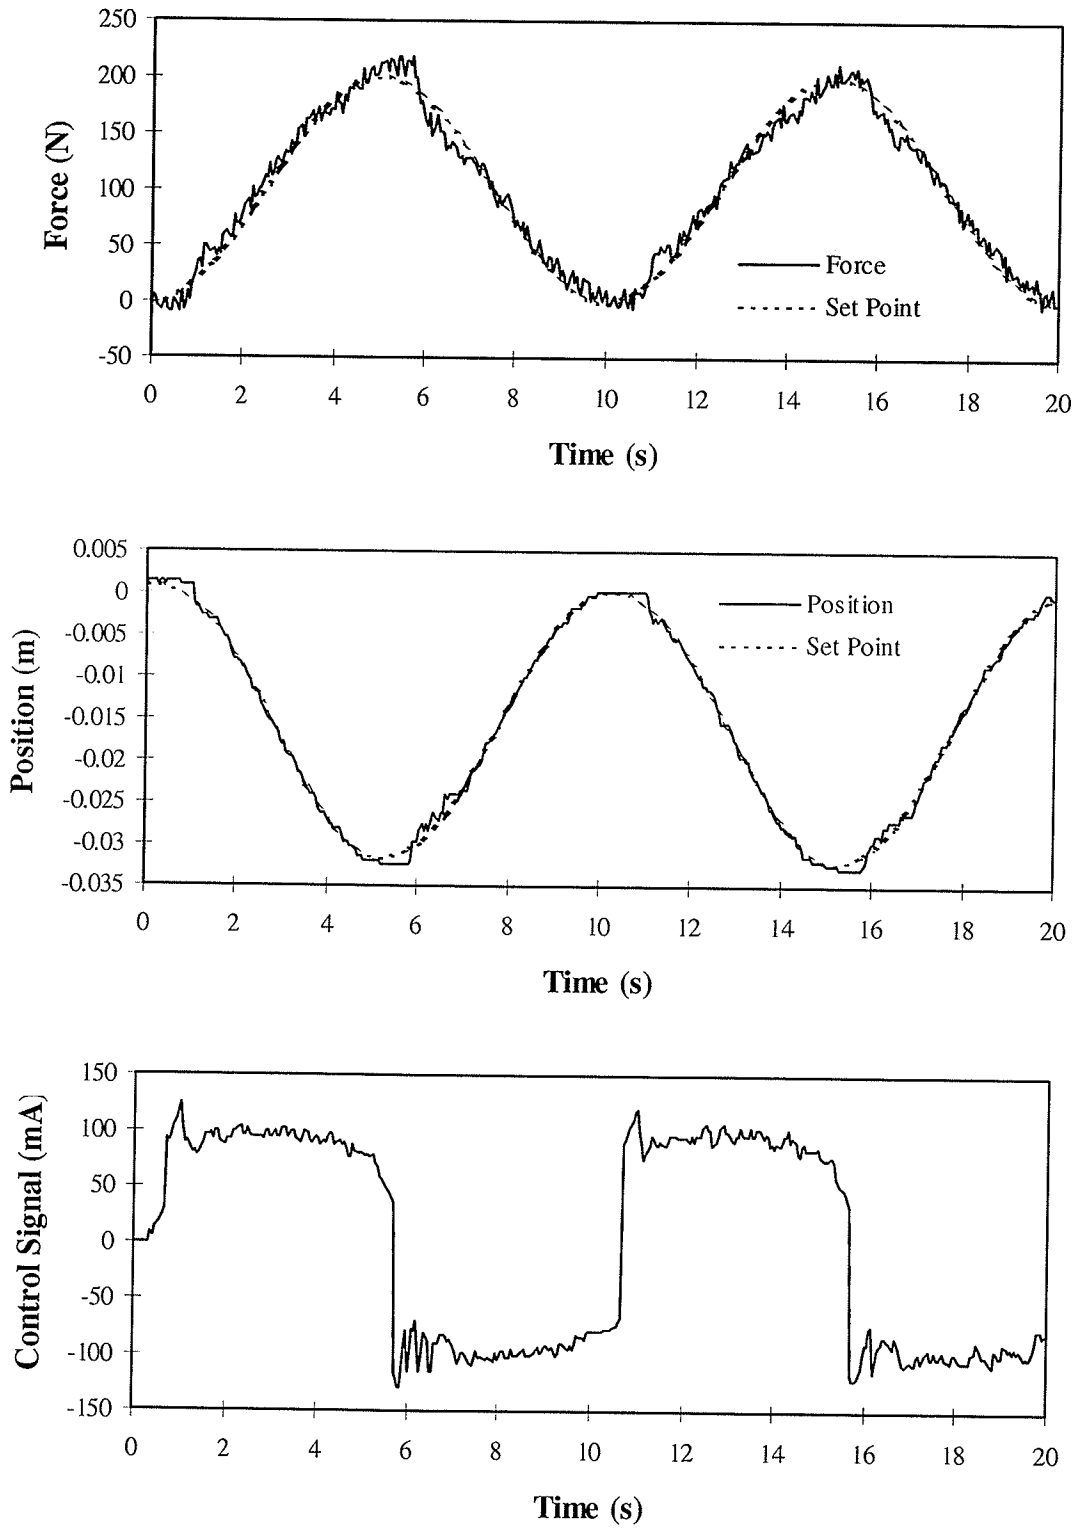 250
200
150
100
50
0
-50
Force (N)
Force
Set Point
0 2 4 6 8 10 12 14 16 18 20
Time (s)
0.005
0
-0.005
-0.01
-0.015
-0.02
-0.025
-0.03
-0.035
Position (m)
Position
Set Point
0 2 4 6 8 10 12 14 16 18 20
Time (s)
150
100
50
0
-50
-100
-150
Control Signal (mA)
0 2 4 6 8 10 12 14 16 18 20
Time (s)